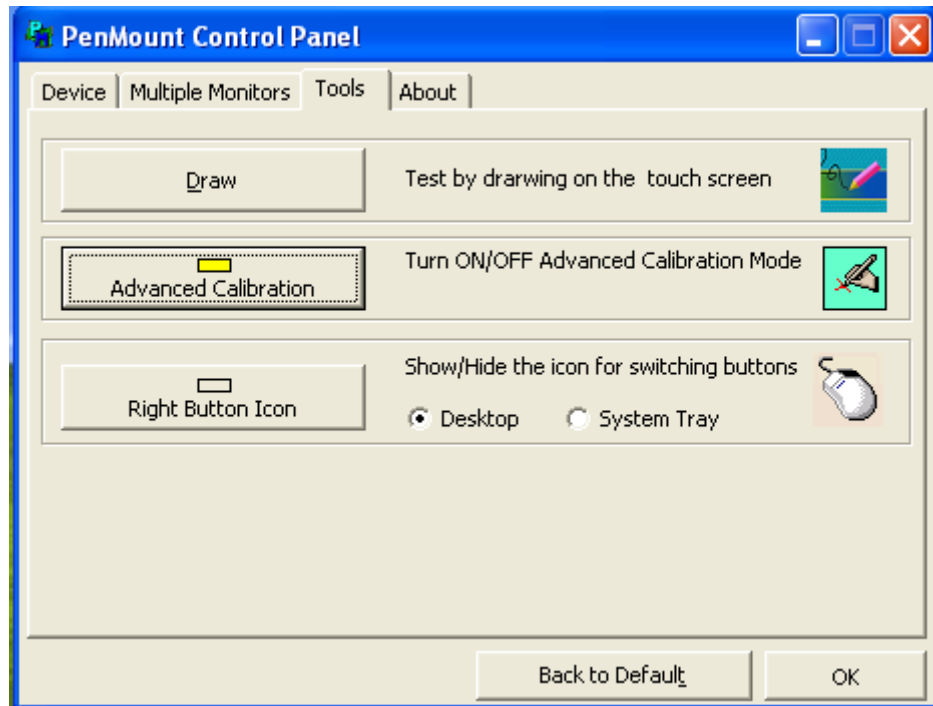 PenMount Control Panel
Device Multiple Monitors Tools About
Draw
Test by drarwing on the touch screen
Advanced Calibration
Turn ON/OFF Advanced Calibration Mode
Right Button Icon
Show/Hide the icon for switching buttons
Desktop System Tray
Back to Default OK